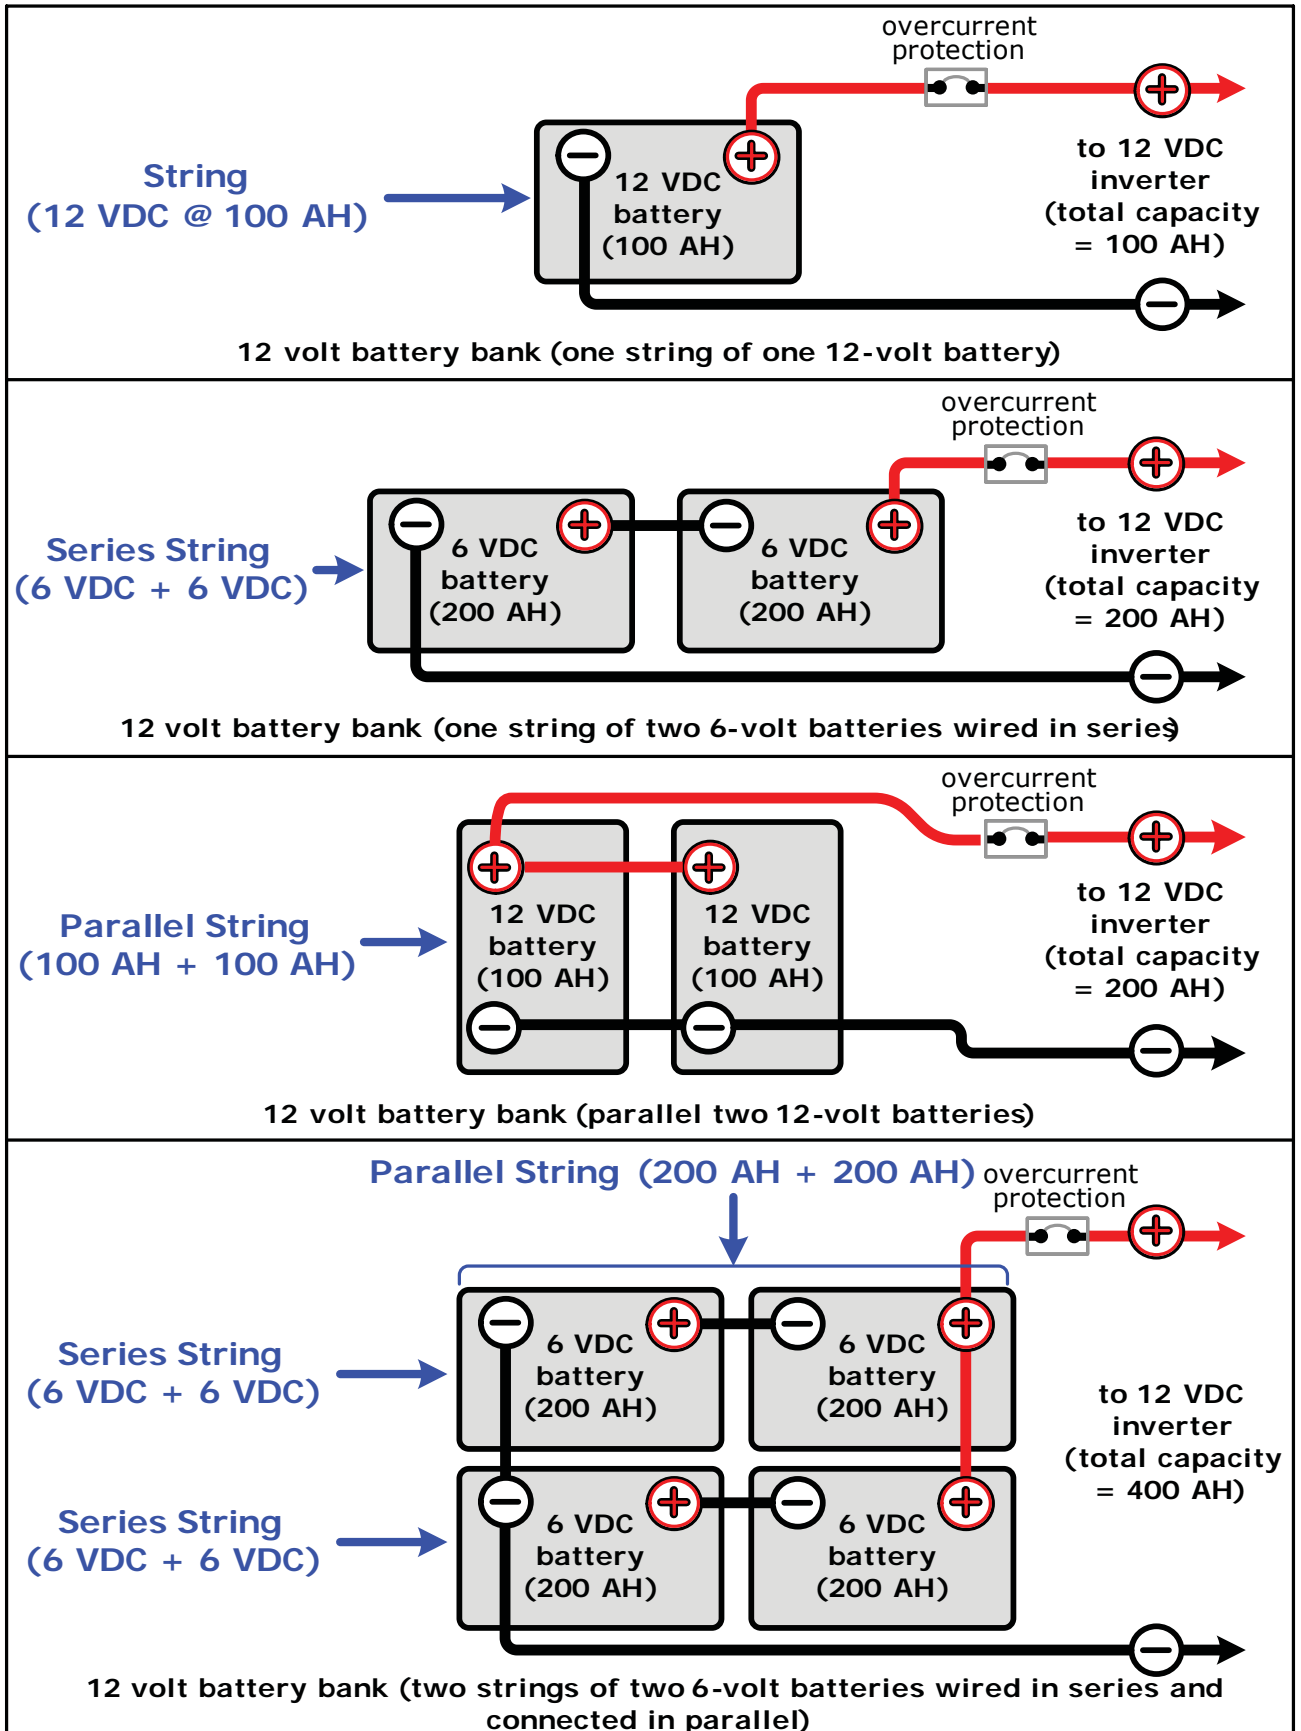 overcurrent
protection
String
(12 VDC @ 100 AH)
12 VDC
battery
(100 AH)
to 12 VDC
inverter
(total capacity
= 100 AH)
12 volt battery bank (one string of one 12-volt battery)
overcurrent
protection
Series String
(6 VDC + 6 VDC)
6 VDC
battery
(200 AH)
6 VDC
battery
(200 AH)
to 12 VDC
inverter
(total capacity
= 200 AH)
12 volt battery bank (one string of two 6-volt batteries wired in series)
overcurrent
protection
Parallel String
(100 AH + 100 AH)
12 VDC
battery
(100 AH)
12 VDC
battery
(100 AH)
to 12 VDC
inverter
(total capacity
= 200 AH)
12 volt battery bank (parallel two 12-volt batteries)
Parallel String (200 AH + 200 AH)
overcurrent
protection
Series String
(6 VDC + 6 VDC)
6 VDC
battery
(200 AH)
6 VDC
battery
(200 AH)
to 12 VDC
inverter
(total capacity
= 400 AH)
Series String
(6 VDC + 6 VDC)
6 VDC
battery
(200 AH)
6 VDC
battery
(200 AH)
12 volt battery bank (two strings of two 6-volt batteries wired in series and
connected in parallel)